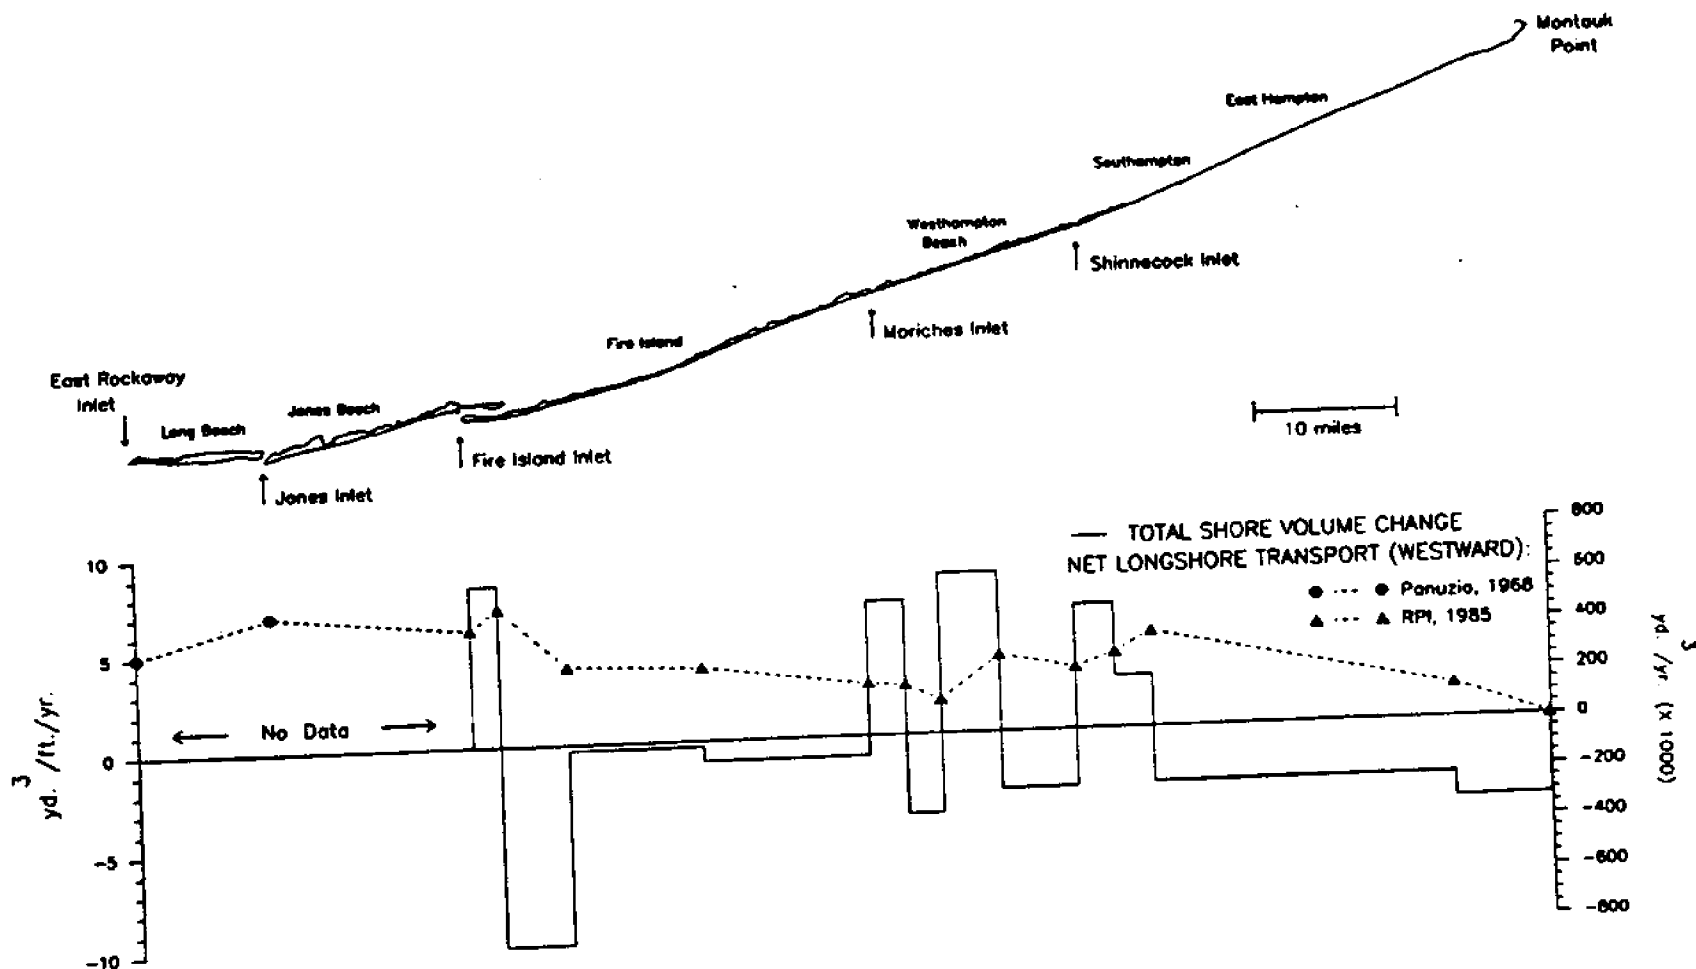 Montauk
Point
East Hampton
Southampton
Westhampton
Beach
Shinnecock Inlet
Moriches Inlet
Fire Island
East Rockaway
Inlet
Jones Beach
Long Beach
10 miles
Fire Island Inlet
Jones Inlet
TOTAL SHORE VOLUME CHANGE
NET LONGSHORE TRANSPORT (WESTWARD):
Panuzio, 1968
RPI, 1985
10
5
0
-5
-10
yd.³/ft./yr.
No Data
800
600
400
200
0
-200
-400
-600
-800
yd.³/yr. (x 1000)